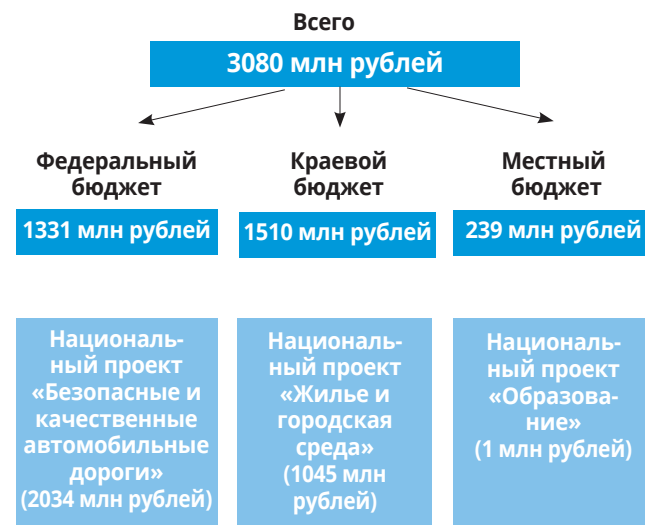 Всего
3080 млн рублей
Федеральный
бюджет
1331 млн рублей
Краевой
бюджет
1510 млн рублей
Местный
бюджет
239 млн рублей
Националь-
ный проект
«Безопасные и
качественные
автомобильные
дороги»
(2034 млн рублей)
Националь-
ный проект
«Жилье и
городская
среда»
(1045 млн
рублей)
Националь-
ный проект
«Образова-
ние»
(1 млн рублей)